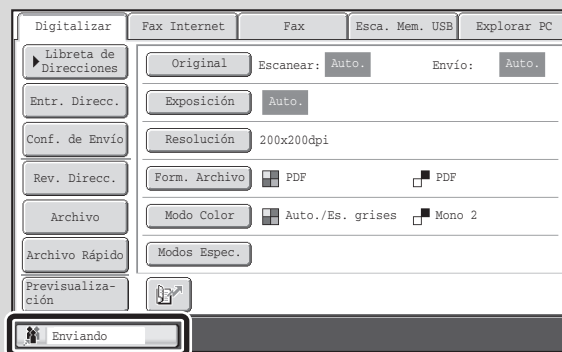 Digitalizar Fax Internet Fax Esca. Mem. USB Explorar PC
Libreta de
Direcciones
Original Escanear: Auto. Envío: Auto.
Entr. Direcc. Exposición Auto.
Conf. de Envío Resolución 200x200dpi
Rev. Direcc. Form. Archivo PDF PDF
Archivo Modo Color Auto./Es. grises Mono 2
Archivo Rápido Modos Espec.
Previsualiza-
ción
Enviando